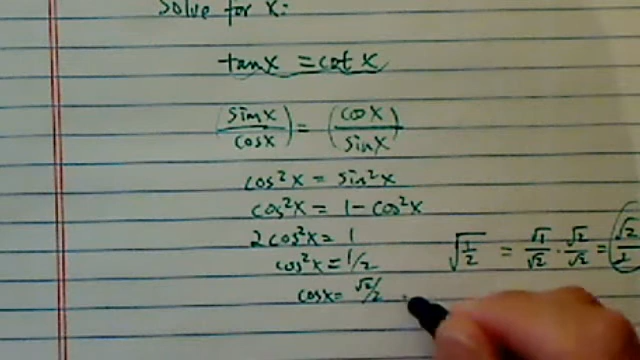 Solve for x:
tanx = cot x
(sinx/cosx) = (cosx/sinx)
cos²x = sin²x
cos²x = 1 - cos²x
2cos²x = 1
cos²x = 1/2
cosx = √2/2
√(1/2) = √1/√2 · √2/√2 = √2/2